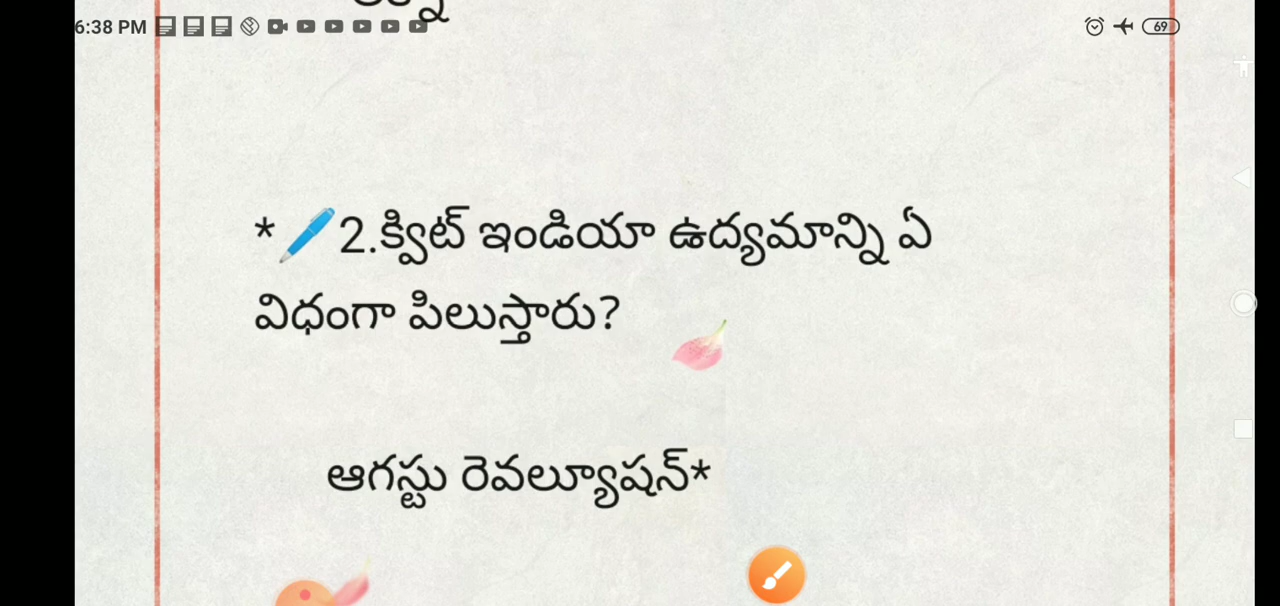 6:38 PM 69
*🖊️2.క్విట్ ఇండియా ఉద్యమాన్ని ఏ
విధంగా పిలుస్తారు?
ఆగస్టు రెవల్యూషన్*